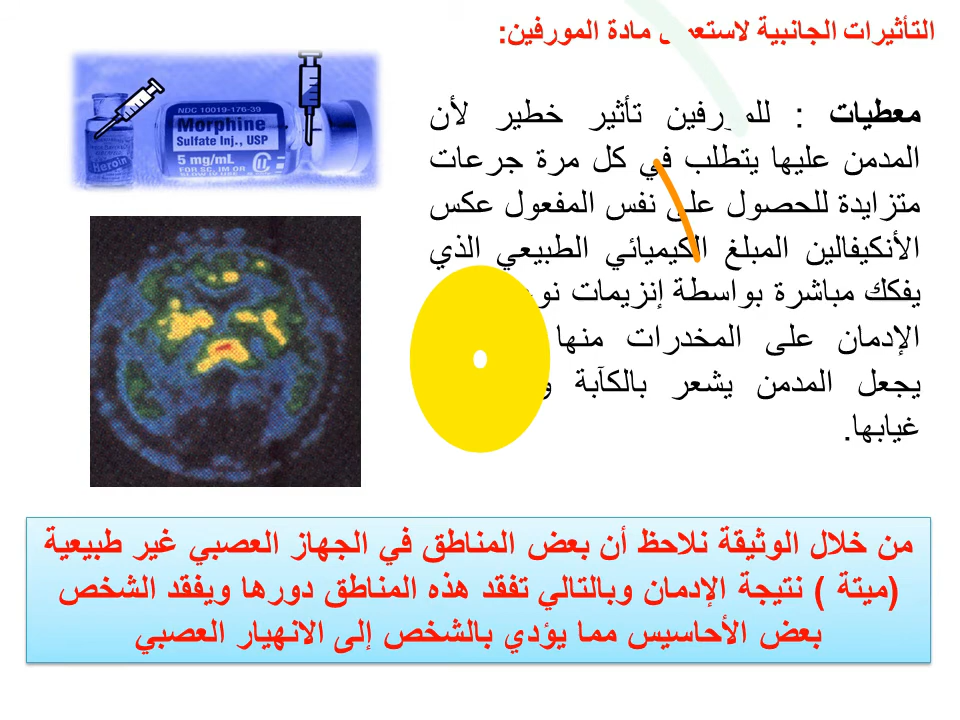 التأثيرات الجانبية لاستعمال مادة المورفين:
معطيات : للمورفين تأثير خطير لأن
المدمن عليها يتطلب في كل مرة جرعات
متزايدة للحصول على نفس المفعول عكس
الأنكيفالين المبلغ الكيميائي الطبيعي الذي
يفكك مباشرة بواسطة إنزيمات
الإدمان على المخدرات منها
يجعل المدمن يشعر بالكآبة
غيابها.
NDC 10019-176-39
Morphine
Sulfate Inj., USP
5 mg/mL
FOR SC, IM OR
Heroin
من خلال الوثيقة نلاحظ أن بعض المناطق في الجهاز العصبي غير طبيعية
(ميتة ) نتيجة الإدمان وبالتالي تفقد هذه المناطق دورها ويفقد الشخص
بعض الأحاسيس مما يؤدي بالشخص إلى الانهيار العصبي